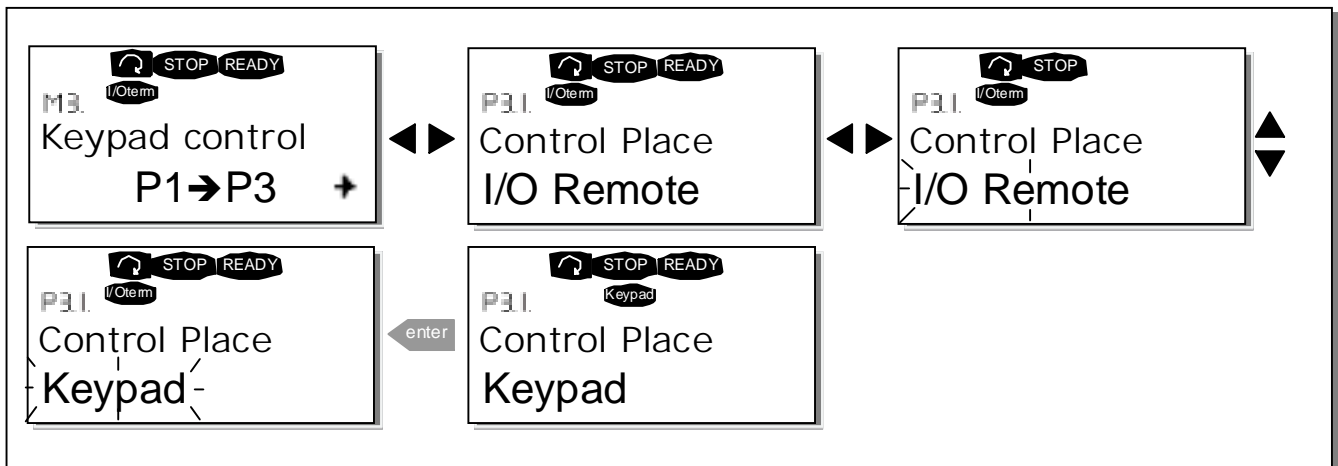 STOP READY
I/Oterm
M3.
Keypad control
P1➔P3
STOP READY
I/Oterm
P3.1.
Control Place
I/O Remote
STOP
I/Oterm
P3.1.
Control Place
I/O Remote
STOP READY
I/Oterm
P3.1.
Control Place
Keypad
enter
STOP READY
Keypad
P3.1.
Control Place
Keypad